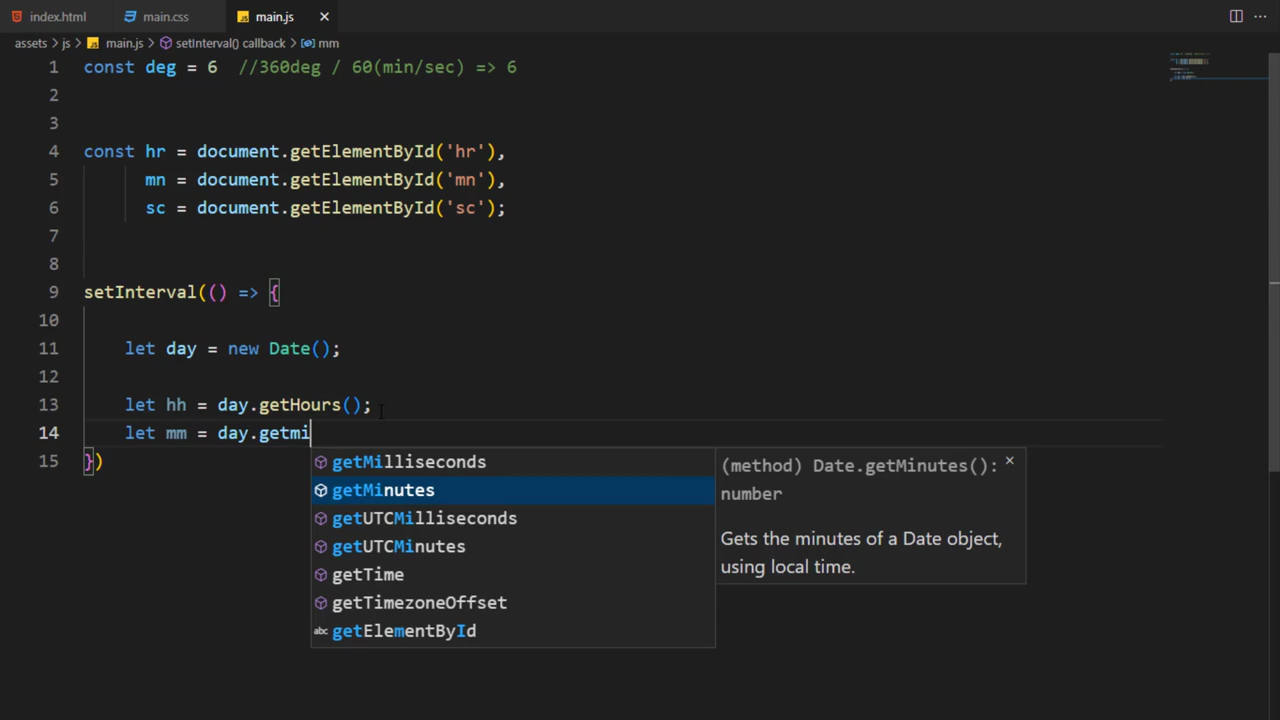 index.html main.css JS main.js
assets > js > JS main.js > setInterval() callback > mm
1 const deg = 6 //360deg / 60(min/sec) => 6
2
3
4 const hr = document.getElementById('hr'),
5 mn = document.getElementById('mn'),
6 sc = document.getElementById('sc');
7
8
9 setInterval(() => {
10
11 let day = new Date();
12
13 let hh = day.getHours();
14 let mm = day.getmi
15 })
getMilliseconds
getMinutes
getUTCMilliseconds
getUTCMinutes
getTime
getTimezoneOffset
abc getElementById
(method) Date.getMinutes():
number
Gets the minutes of a Date object,
using local time.